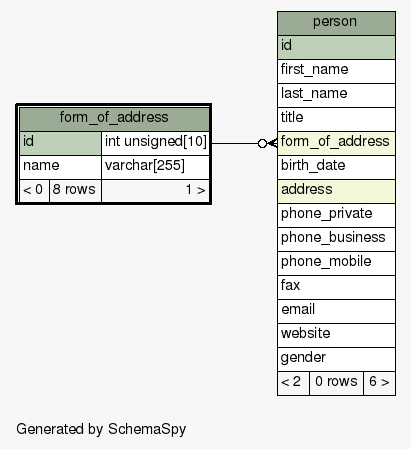 form_of_address
id int unsigned[10]
name varchar[255]
< 0 8 rows 1 >
person
id
first_name
last_name
title
form_of_address
birth_date
address
phone_private
phone_business
phone_mobile
fax
email
website
gender
< 2 0 rows 6 >
Generated by SchemaSpy